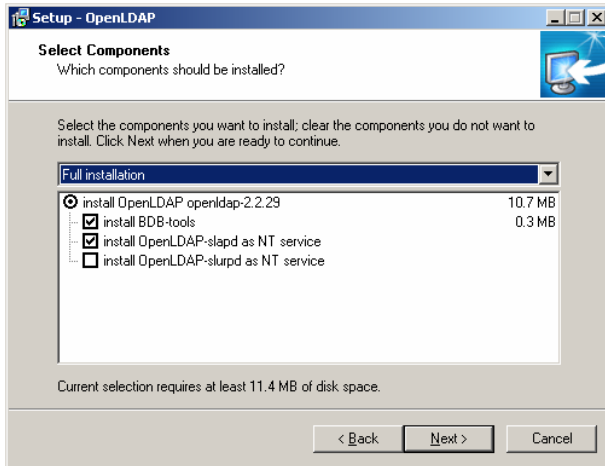 Setup - OpenLDAP
Select Components
Which components should be installed?
Select the components you want to install; clear the components you do not want to
install. Click Next when you are ready to continue.
Full installation
install OpenLDAP openldap-2.2.29 10.7 MB
install BDB-tools 0.3 MB
install OpenLDAP-slapd as NT service
install OpenLDAP-slurpd as NT service
Current selection requires at least 11.4 MB of disk space.
< Back Next > Cancel